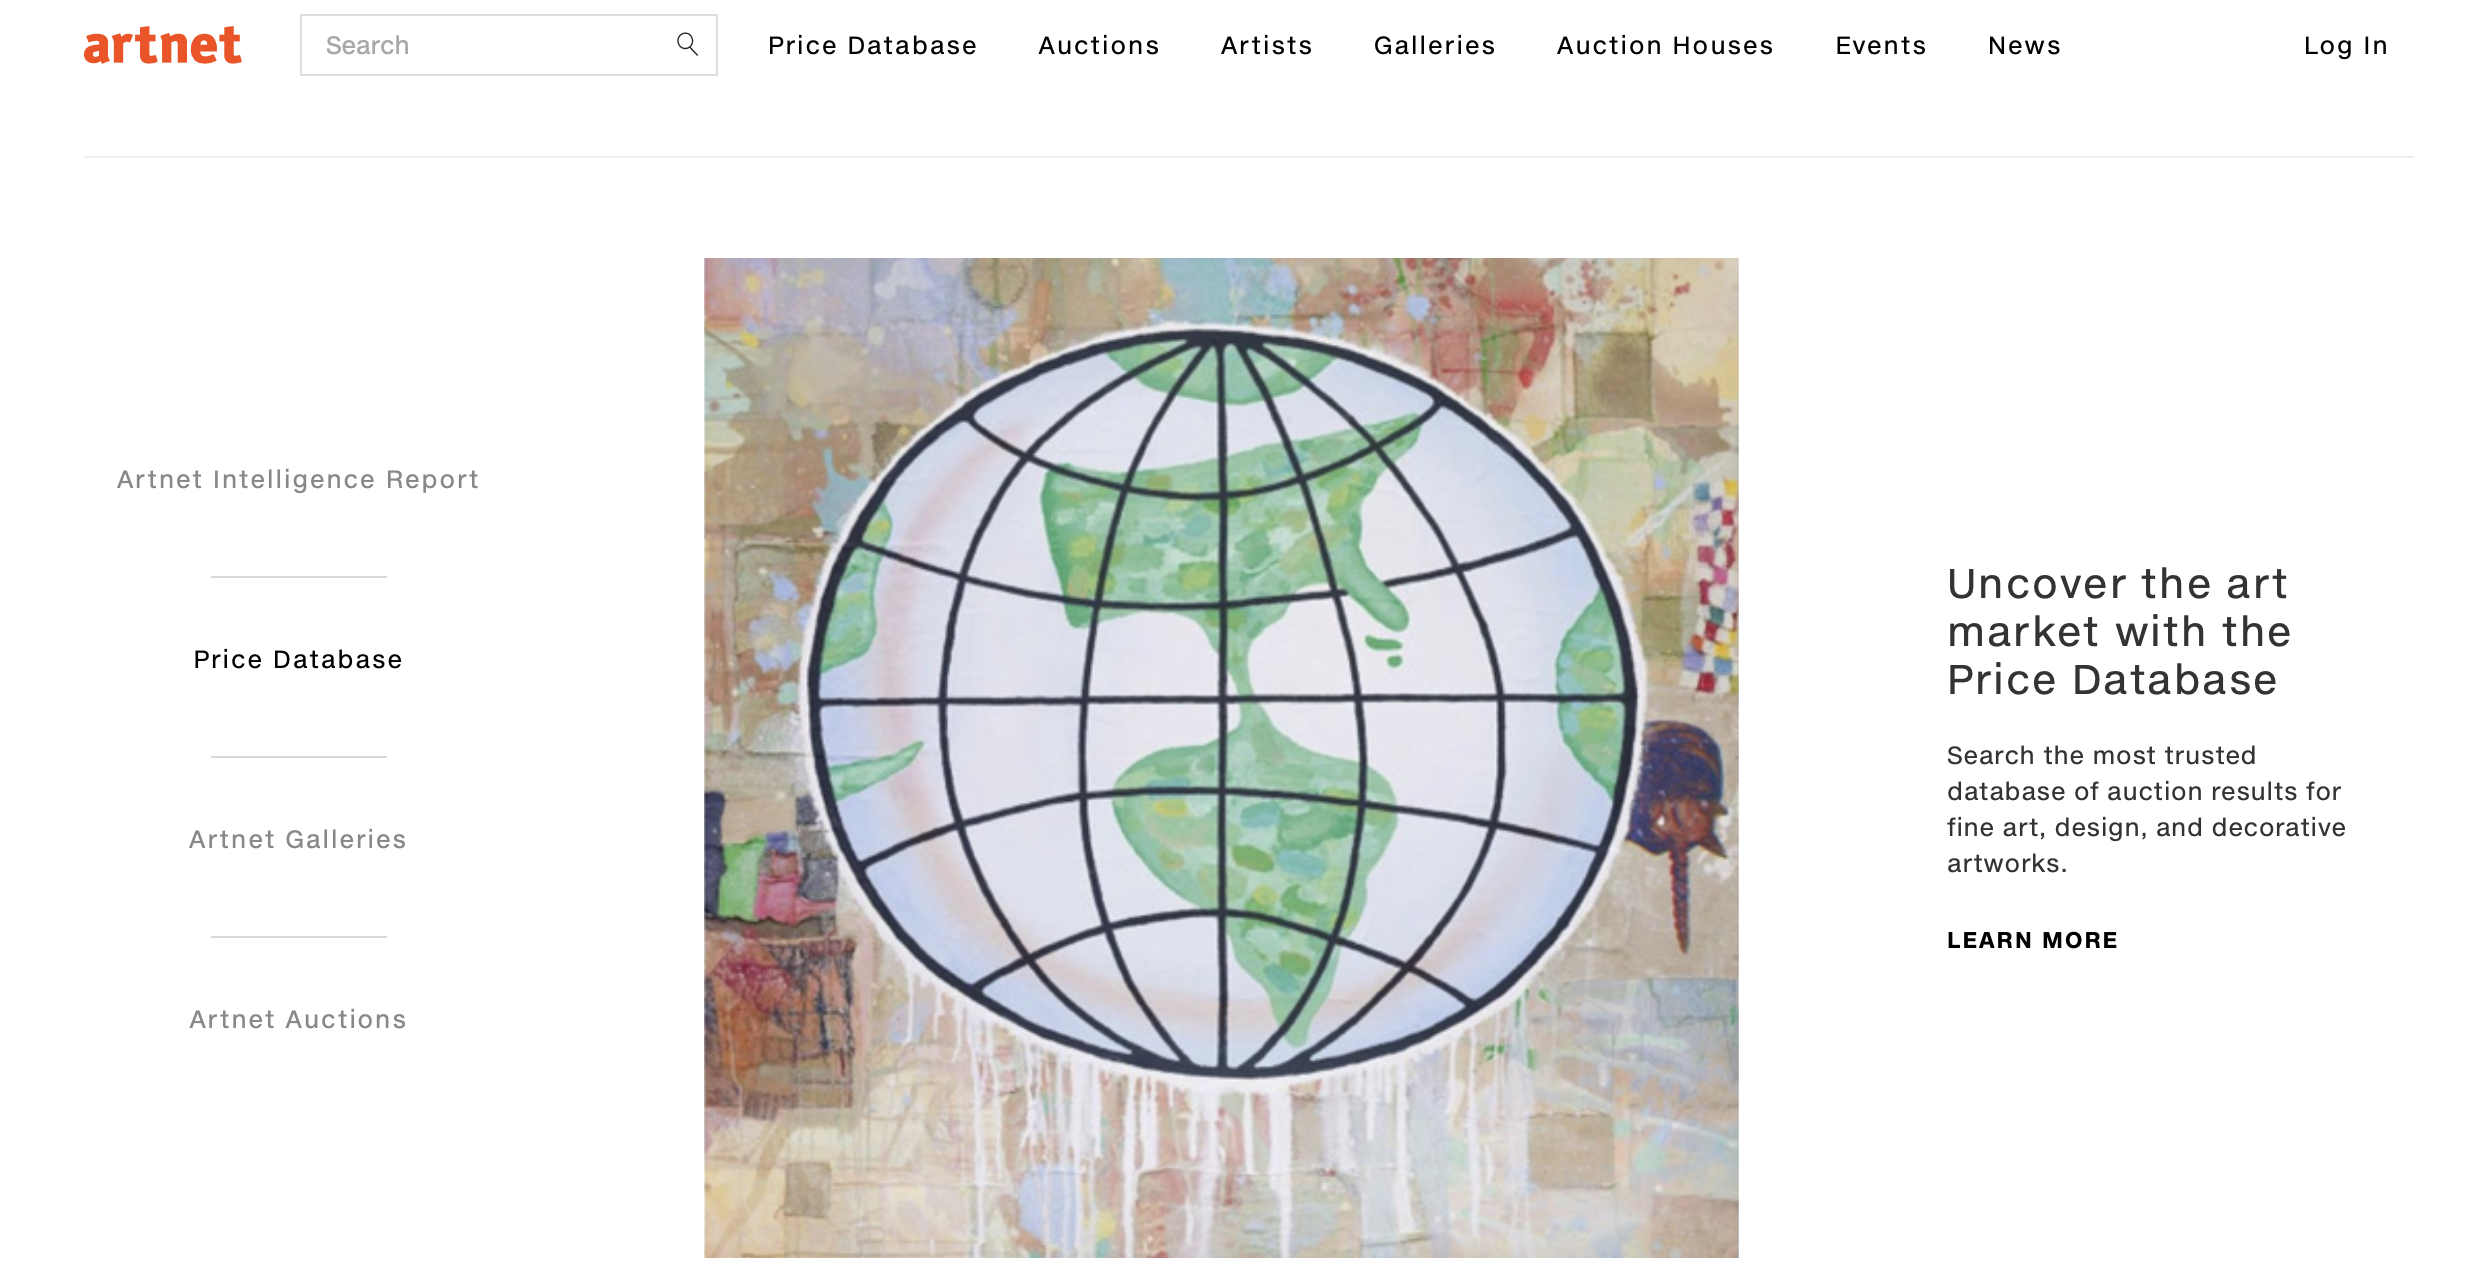 artnet
Search
Price Database
Auctions
Artists
Galleries
Auction Houses
Events
News
Log In
Artnet Intelligence Report
Price Database
Artnet Galleries
Artnet Auctions
Uncover the art
market with the
Price Database
Search the most trusted
database of auction results for
fine art, design, and decorative
artworks.
LEARN MORE